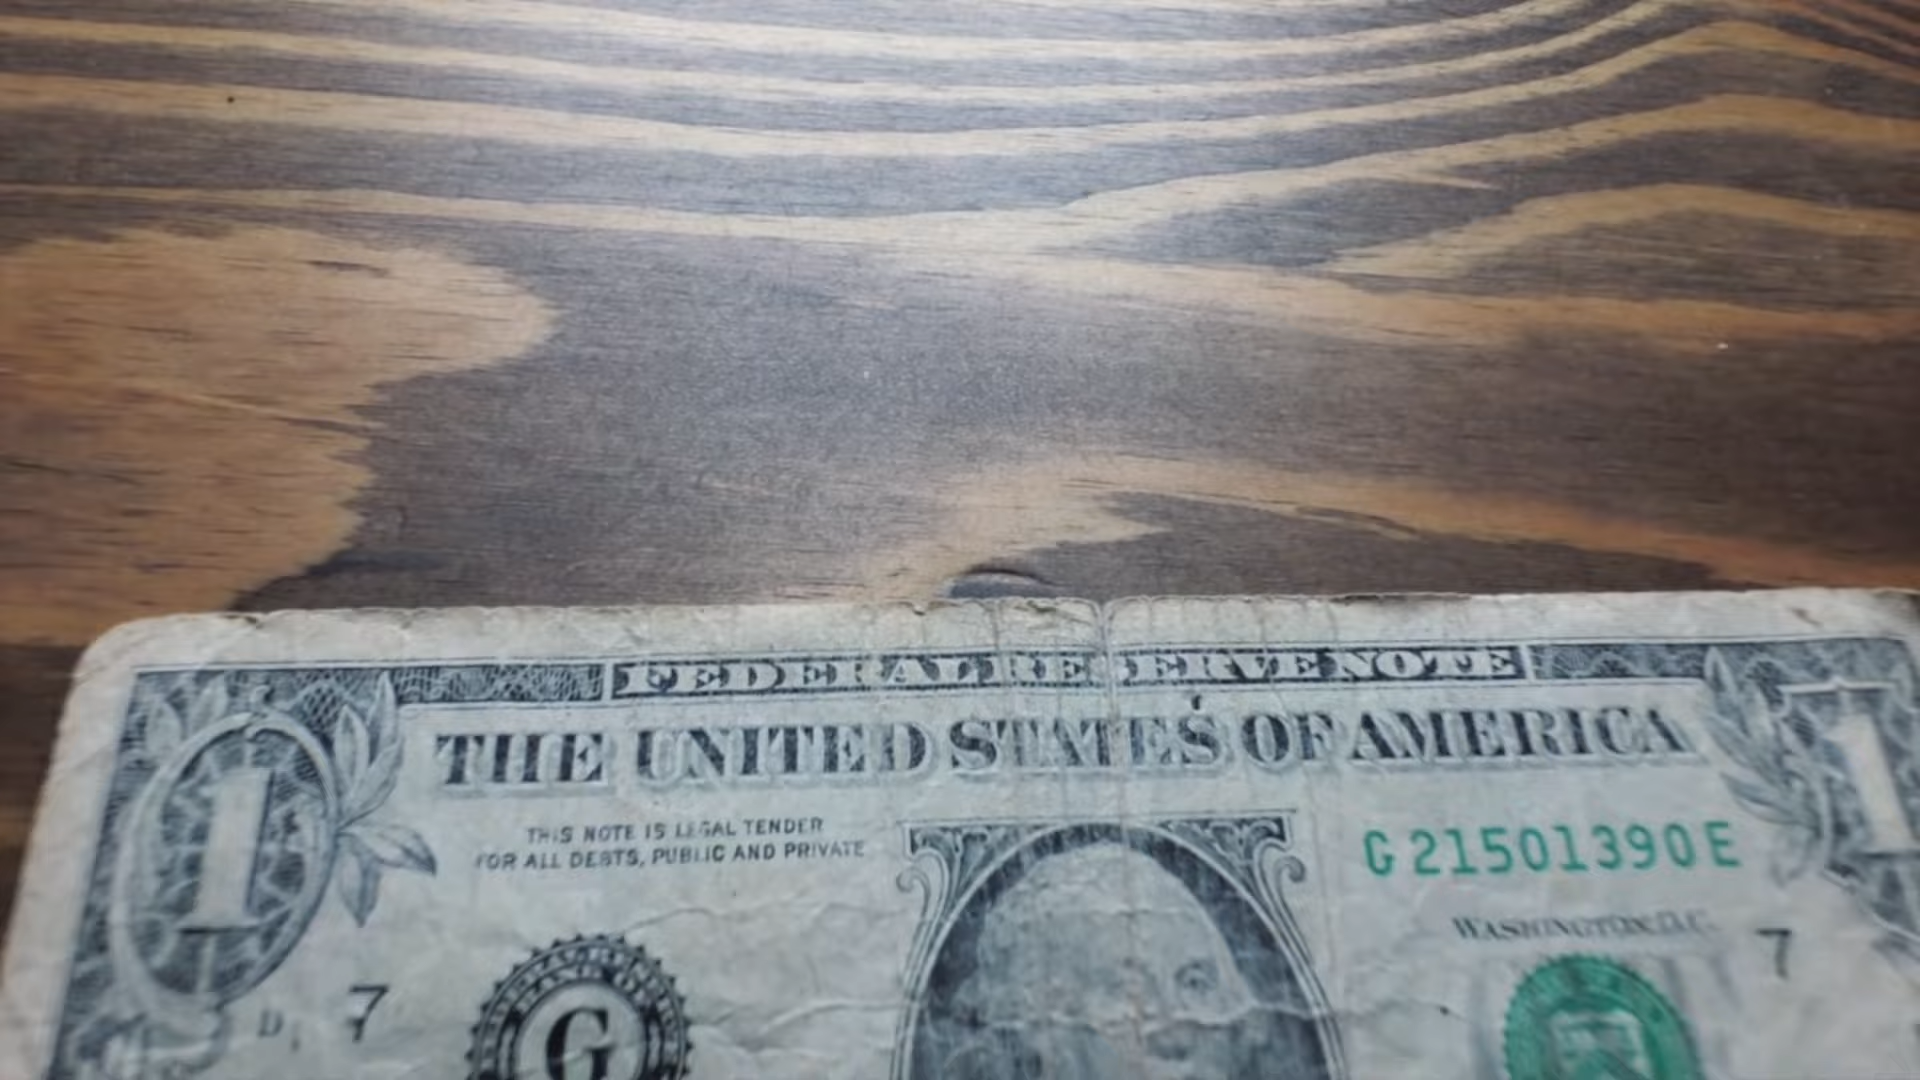 FEDERAL RESERVE NOTE
THE UNITED STATES OF AMERICA
1
1
THIS NOTE IS LEGAL TENDER
FOR ALL DEBTS, PUBLIC AND PRIVATE
G 21501390 E
WASHINGTON, D.C.
7
7
D
G